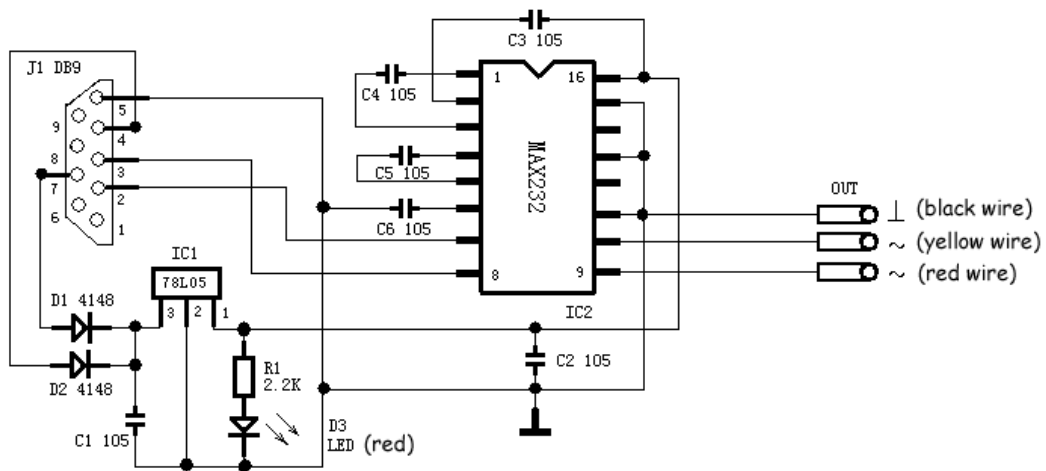 C3 105
J1 DB9
1
16
C4 105
5
9
4
8
3
MAX232
C5 105
7
2
OUT
(black wire)
6
1
C6 105
~ (yellow wire)
IC1
78L05
8
9
~ (red wire)
D1 4148
3
2
1
IC2
C2 105
D2 4148
R1
2.2K
C1 105
D3
LED (red)